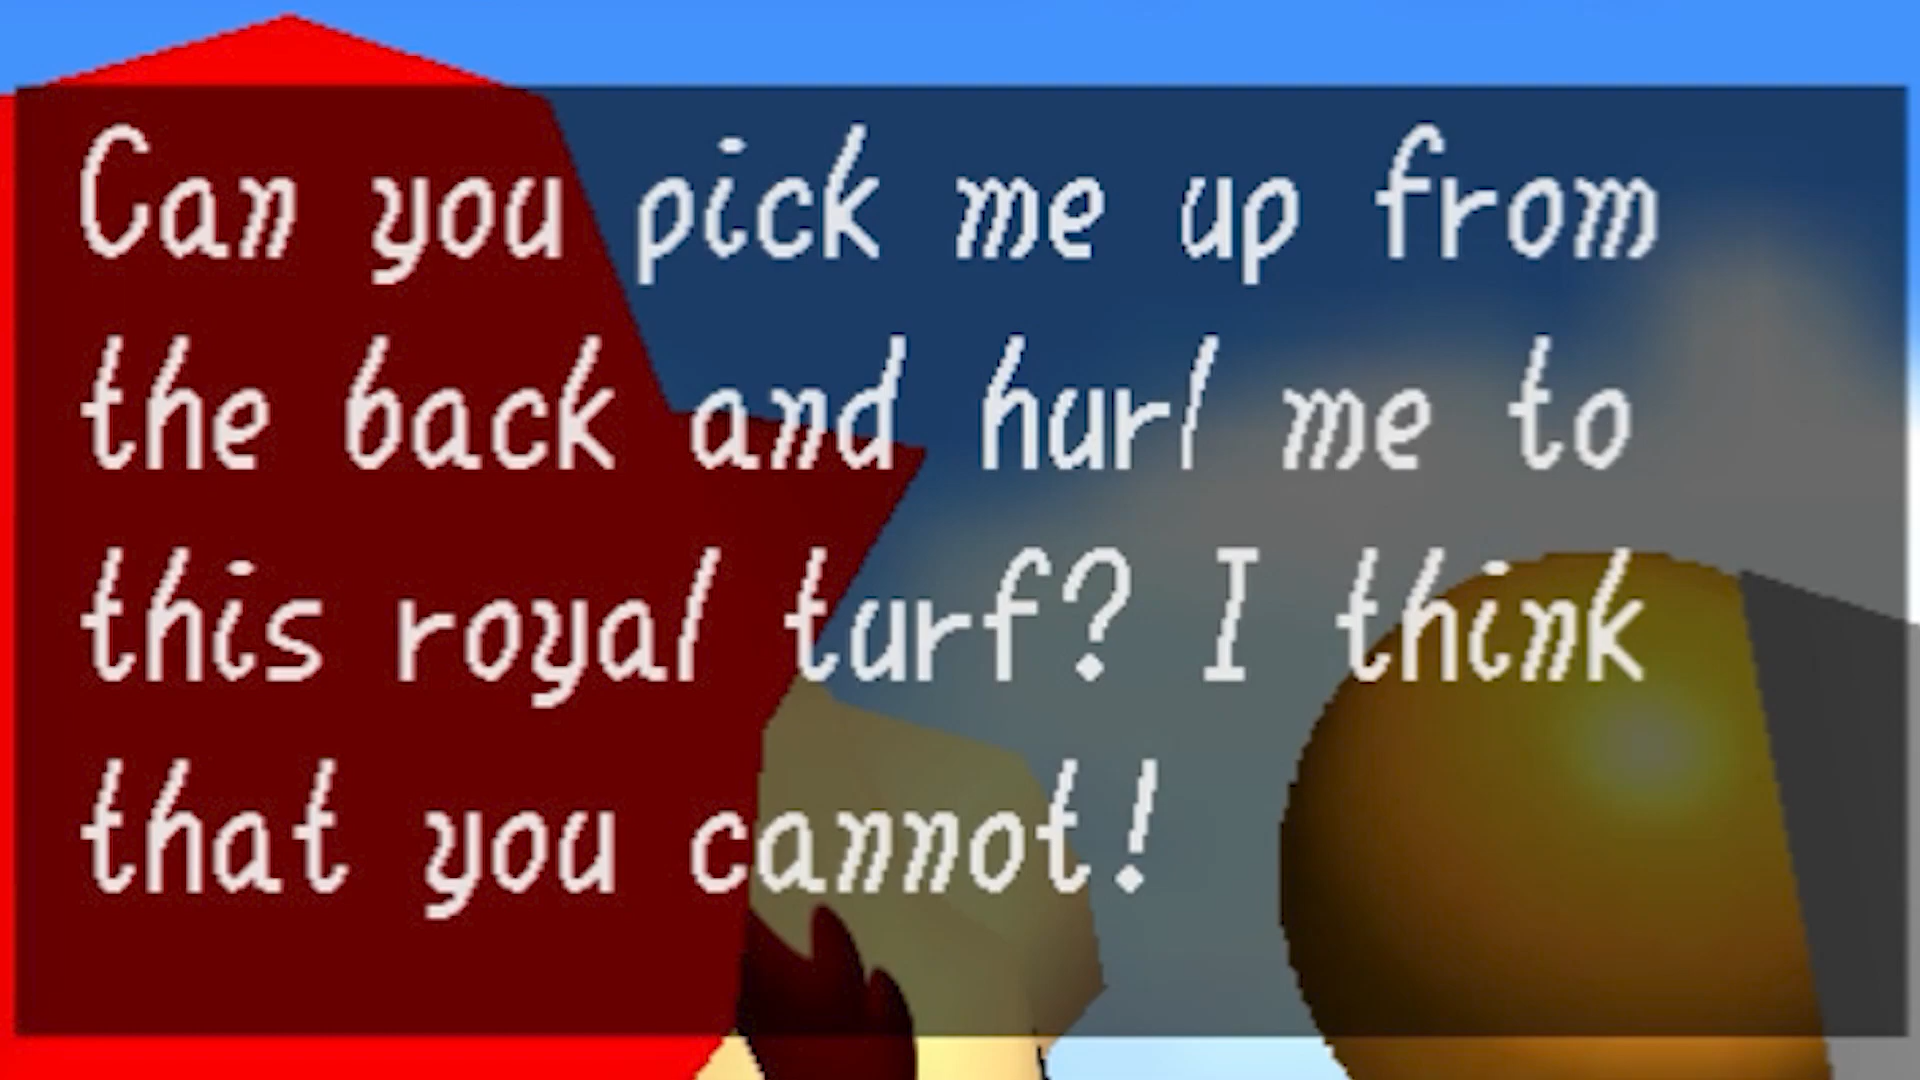 Can you pick me up from
the back and hurl me to
this royal turf? I think
that you cannot!